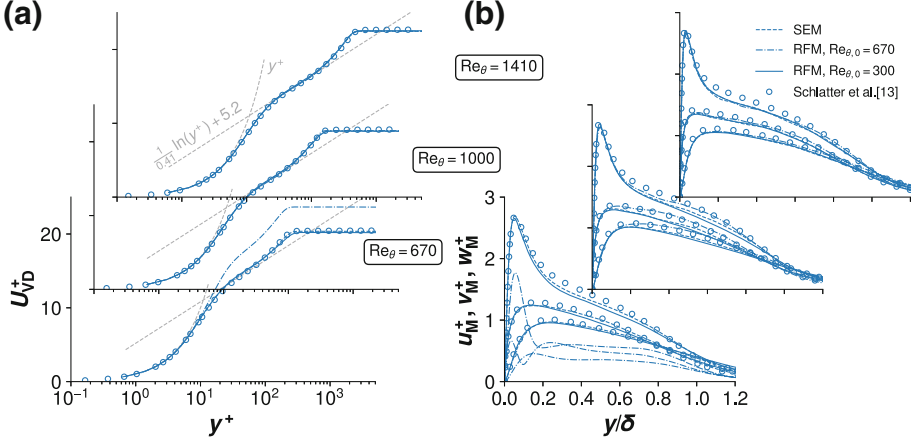 (a)
(b)
y⁺
1/0.41 ln(y⁺) + 5.2
Re_θ = 1410
Re_θ = 1000
Re_θ = 670
SEM
RFM, Re_θ,0 = 670
RFM, Re_θ,0 = 300
Schlatter et al.[13]
U⁺_VD
20
10
0
10⁻¹ 10⁰ 10¹ 10² 10³
y⁺
u⁺_M, v⁺_M, w⁺_M
3
2
1
0
0.0 0.2 0.4 0.6 0.8 1.0 1.2
y/δ